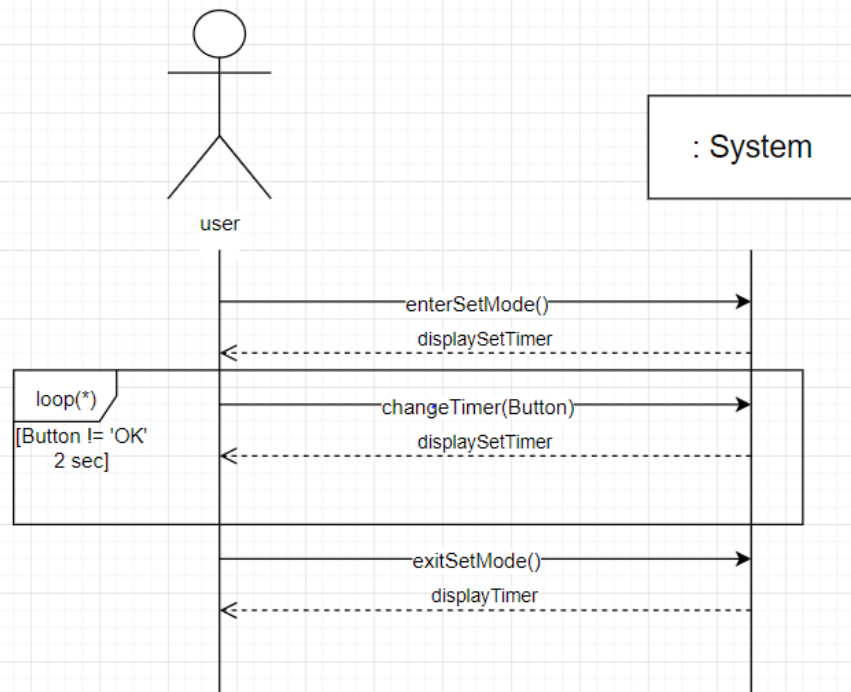 : System
user
enterSetMode()
displaySetTimer
loop(*)
changeTimer(Button)
[Button != 'OK'
2 sec]
displaySetTimer
exitSetMode()
displayTimer